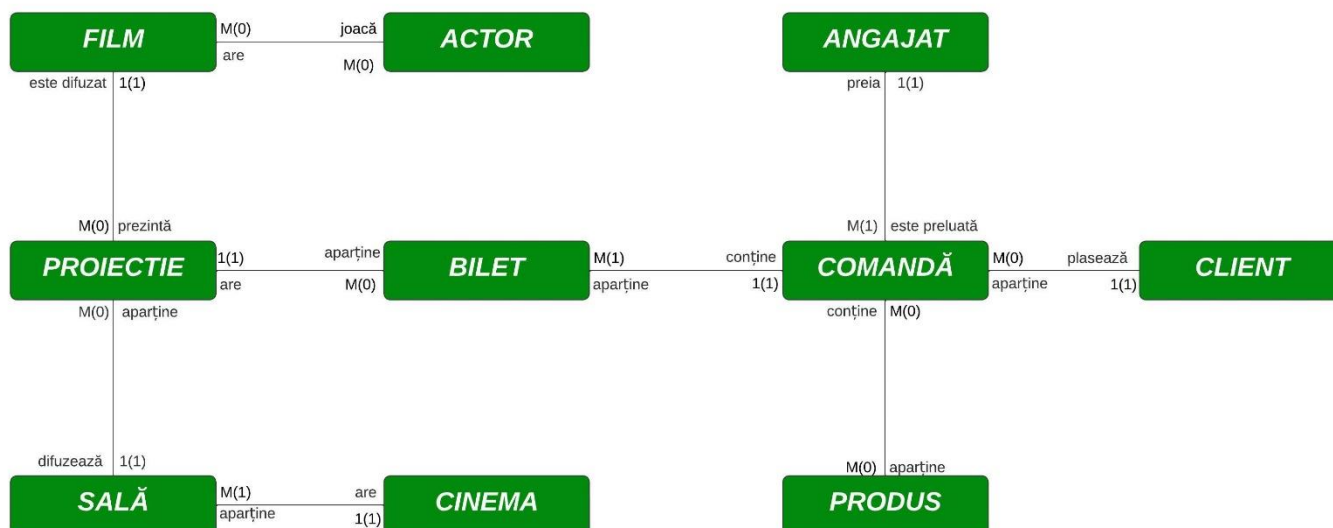 FILM
M(0)
joacă
ACTOR
ANGAJAT
are
M(0)
este difuzat
1(1)
preia
1(1)
M(0)
prezintă
M(1)
este preluată
PROIECTIE
1(1)
aparține
BILET
M(1)
conține
COMANDĂ
M(0)
plasează
CLIENT
are
M(0)
aparține
1(1)
aparține
1(1)
M(0)
aparține
conține
M(0)
difuzează
1(1)
M(0)
aparține
SALĂ
M(1)
are
CINEMA
PRODUS
aparține
1(1)